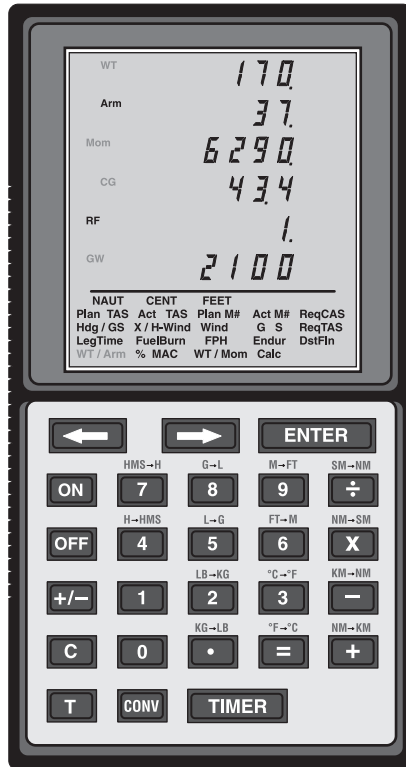 WT 170.
Arm 37.
Mom 6290.
CG 43.4
RF 1.
GW 2100
NAUT CENT FEET
Plan TAS Act TAS Plan M# Act M# ReqCAS
Hdg / GS X / H-Wind Wind G S ReqTAS
LegTime FuelBurn FPH Endur DstFln
WT / Arm % MAC WT / Mom Calc
ENTER
HMS→H G→L M→FT SM→NM
ON 7 8 9 ÷
H→HMS L→G FT→M NM→SM
OFF 4 5 6 X
LB→KG °C→°F KM→NM
+/− 1 2 3 −
KG→LB °F→°C NM→KM
C 0 • = +
T CONV TIMER